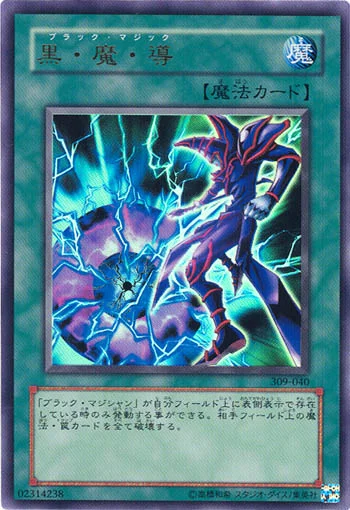 ブラック・マジック
黒・魔・導
魔
【魔法カード】
309-040
「ブラック・マジシャン」が自分フィールド上に表側表示で存在
している時のみ発動する事ができる。相手フィールド上の魔
法・罠カードを全て破壊する。
02314238
©高橋和希 スタジオ・ダイス/集英社